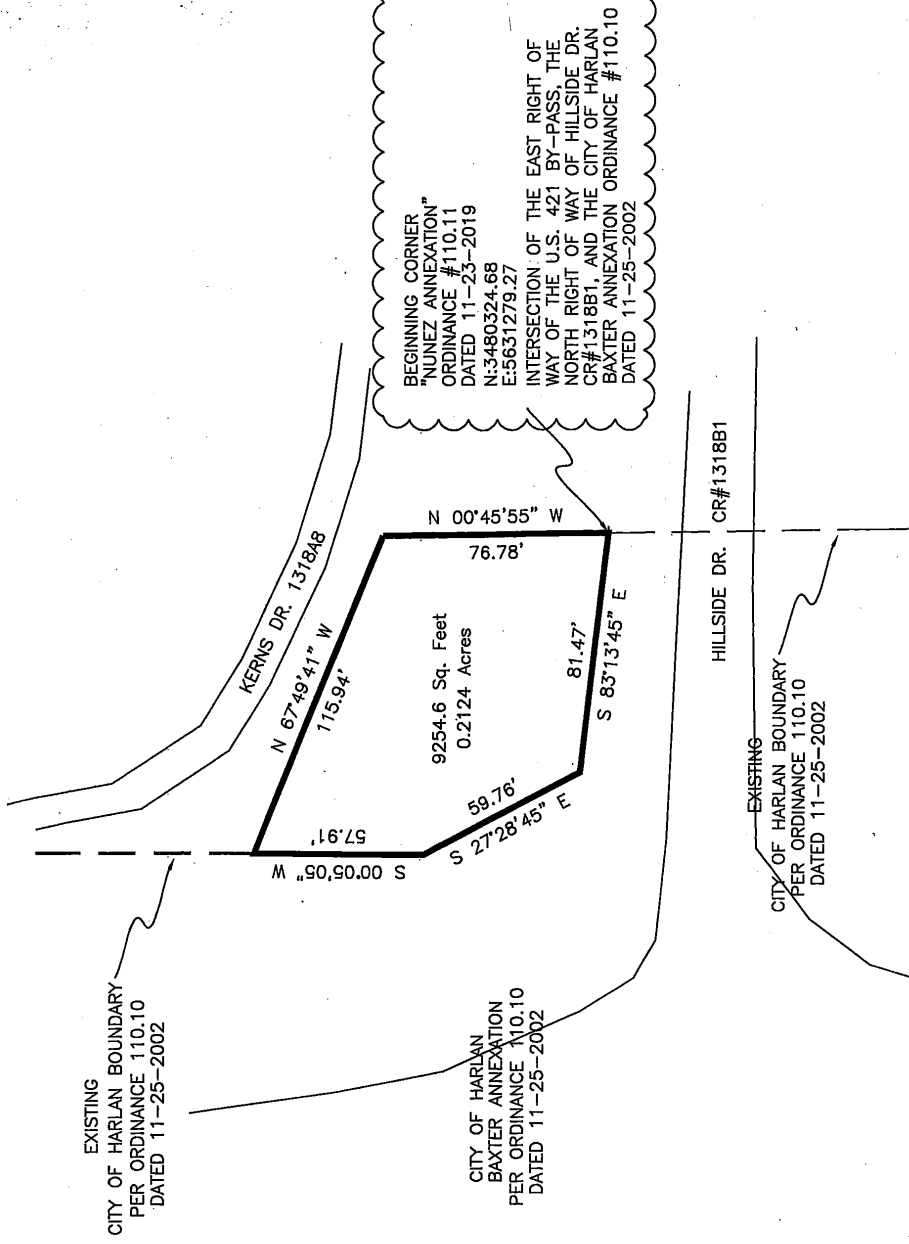 BEGINNING CORNER
"NUNEZ ANNEXATION"
ORDINANCE #110.11
DATED 11-23-2019
N:3480324.68
E:5631279.27
INTERSECTION OF THE EAST RIGHT OF
WAY OF THE U.S. 421 BY-PASS, THE
NORTH RIGHT OF WAY OF HILLSIDE DR.
CR#1318B1, AND THE CITY OF HARLAN
BAXTER ANNEXATION ORDINANCE #110.10
DATED 11-25-2002
KERNS DR. 1318A8
N 67°49'41" W
115.94'
N 00°45'55" W
76.78'
9254.6 Sq. Feet
0.2124 Acres
57.91'
S 00°05'05" W
59.76'
S 27°28'45" E
81.47'
S 83°13'45" E
HILLSIDE DR. CR#1318B1
EXISTING
CITY OF HARLAN BOUNDARY
PER ORDINANCE 110.10
DATED 11-25-2002
CITY OF HARLAN
BAXTER ANNEXATION
PER ORDINANCE 110.10
DATED 11-25-2002
EXISTING
CITY OF HARLAN BOUNDARY
PER ORDINANCE 110.10
DATED 11-25-2002